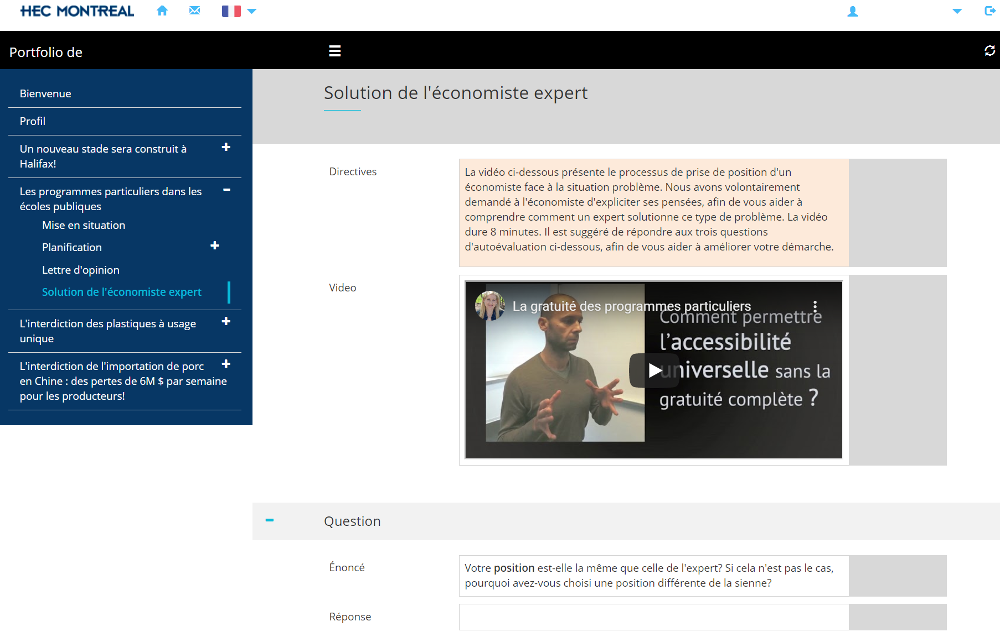 HEC MONTREAL
Portfolio de
Bienvenue
Profil
Un nouveau stade sera construit à
Halifax!
Les programmes particuliers dans les
écoles publiques
Mise en situation
Planification
Lettre d'opinion
Solution de l'économiste expert
L'interdiction des plastiques à usage
unique
L'interdiction de l'importation de porc
en Chine : des pertes de 6M $ par semaine
pour les producteurs!
Solution de l'économiste expert
Directives
La vidéo ci-dessous présente le processus de prise de position d'un
économiste face à la situation problème. Nous avons volontairement
demandé à l'économiste d'expliciter ses pensées, afin de vous aider à
comprendre comment un expert solutionne ce type de problème. La vidéo
dure 8 minutes. Il est suggéré de répondre aux trois questions
d'autoévaluation ci-dessous, afin de vous aider à améliorer votre démarche.
Video
La gratuité des programmes particuliers
Comment permettre
l'accessibilité
universelle sans la
gratuité complète ?
Question
Énoncé
Votre position est-elle la même que celle de l'expert? Si cela n'est pas le cas,
pourquoi avez-vous choisi une position différente de la sienne?
Réponse